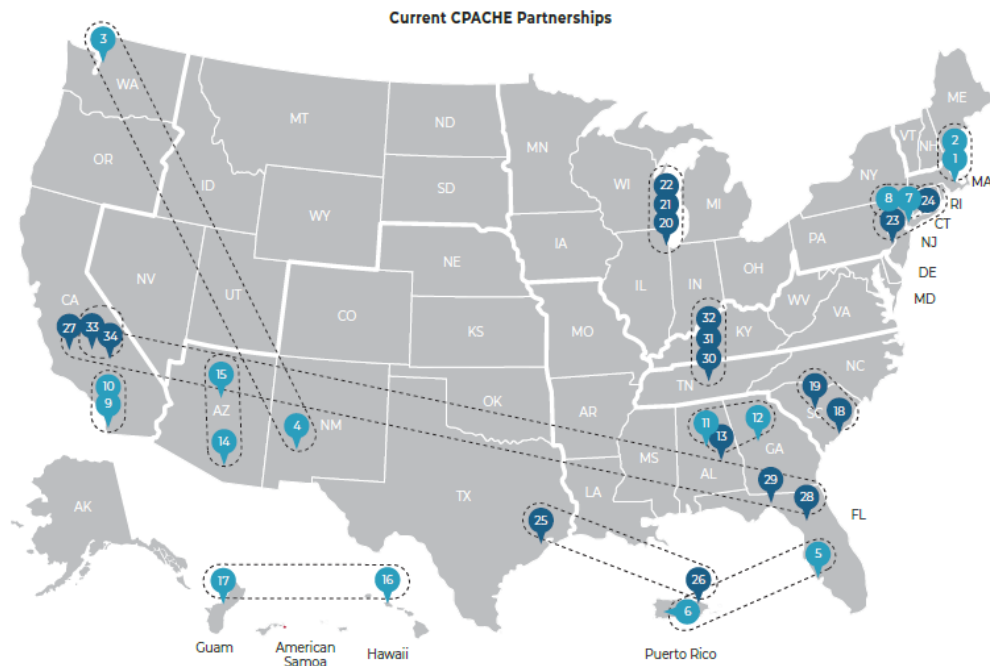 Current CPACHE Partnerships
3
WA
MT
ND
MN
ME
VT
NH
2
1
OR
ID
SD
WI
22
21
20
MI
NY
MA
8
7
24
RI
23
CT
WY
IA
PA
NJ
NE
OH
DE
NV
UT
IL
IN
MD
CA
CO
WV
VA
27
33
34
KS
MO
32
31
30
KY
15
10
9
TN
NC
AZ
OK
AR
19
18
SC
14
4
NM
11
13
12
GA
MS
AL
TX
LA
29
28
FL
AK
25
5
17
16
26
6
Guam
American
Samoa
Hawaii
Puerto Rico